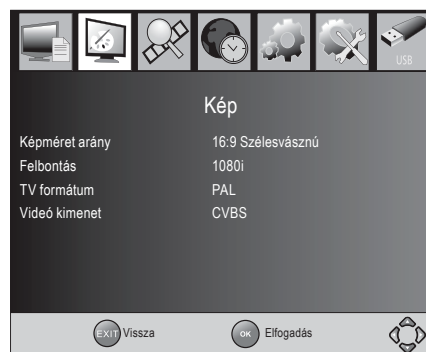 USB
Kép
Képméret arány 16:9 Szélesvásznú
Felbontás 1080i
TV formátum PAL
Videó kimenet CVBS
EXIT Vissza OK Elfogadás